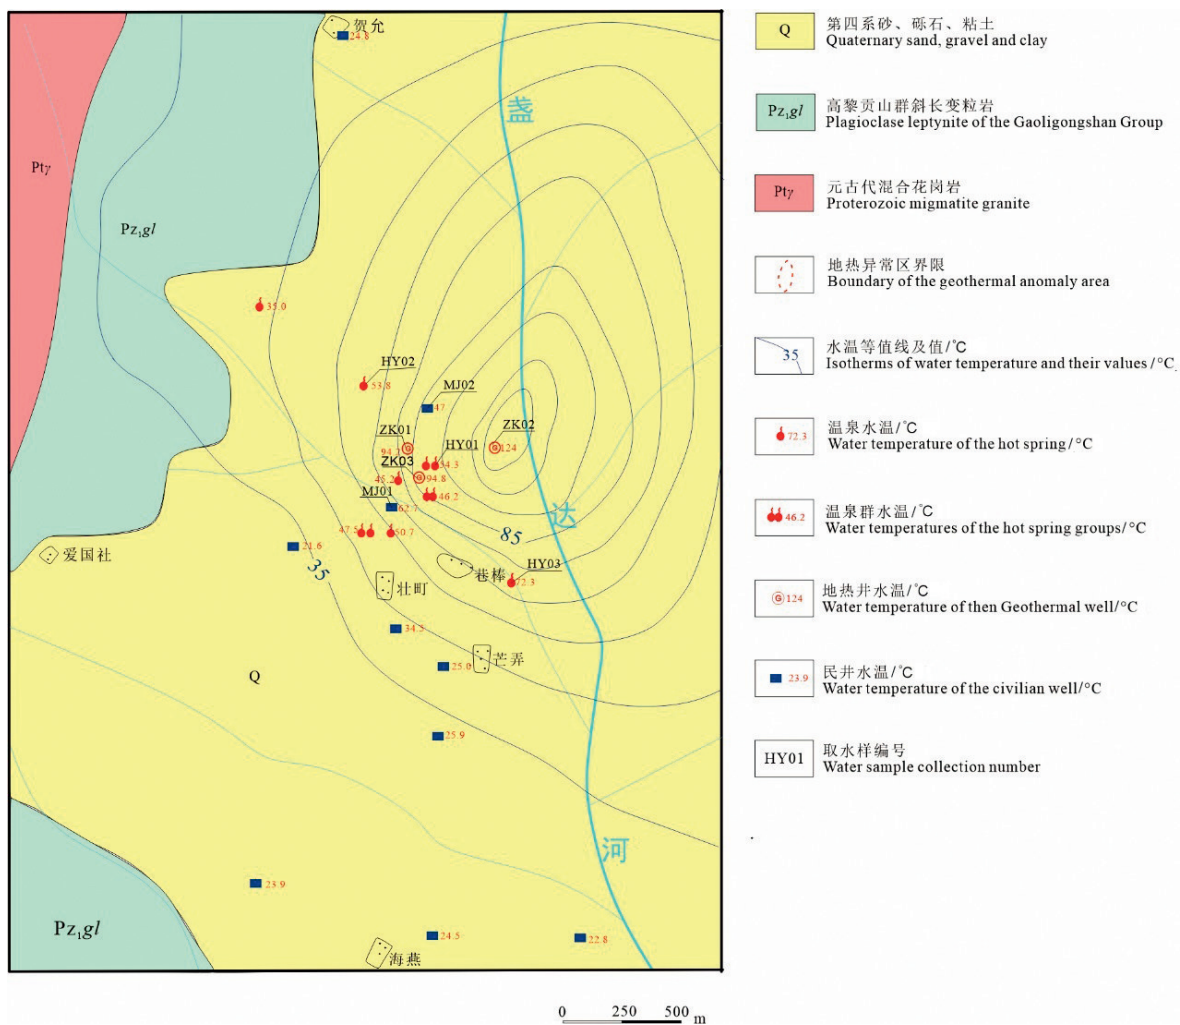 贺允
24.8
盏
Ptγ
Pz₁gl
35.0
HY02
53.8
MJ02
47
ZK01
ZK02
HY01
94.2
124
ZK03
54.3
45.2
94.8
MJ01
46.2
62.7
达
47.5
50.7
85
爱国社
21.6
35
巷棒
HY03
72.3
壮町
34.5
芒弄
25.0
Q
25.9
河
23.9
Pz₁gl
24.5
22.8
海燕
Q
第四系砂、砾石、粘土
Quaternary sand, gravel and clay
Pz₁gl
高黎贡山群斜长变粒岩
Plagioclase leptynite of the Gaoligongshan Group
Ptγ
元古代混合花岗岩
Proterozoic migmatite granite
地热异常区界限
Boundary of the geothermal anomaly area
35
水温等值线及值/℃
Isotherms of water temperature and their values /°C
72.3
温泉水温/℃
Water temperature of the hot spring /°C
46.2
温泉群水温/℃
Water temperatures of the hot spring groups/°C
G 124
地热井水温/℃
Water temperature of then Geothermal well/°C
23.9
民井水温/℃
Water temperature of the civilian well/°C
HY01
取水样编号
Water sample collection number
0 250 500 m